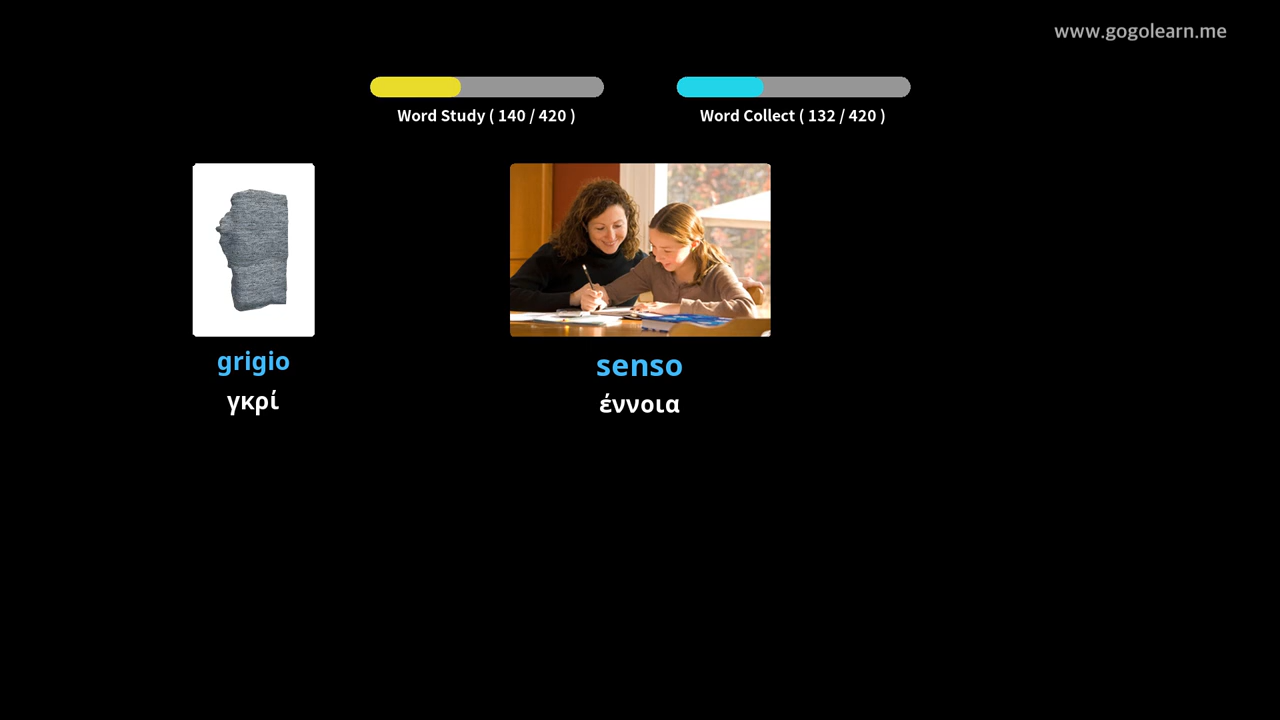 www.gogolearn.me
Word Study ( 140 / 420 )
Word Collect ( 132 / 420 )
grigio
γκρί
senso
έννοια